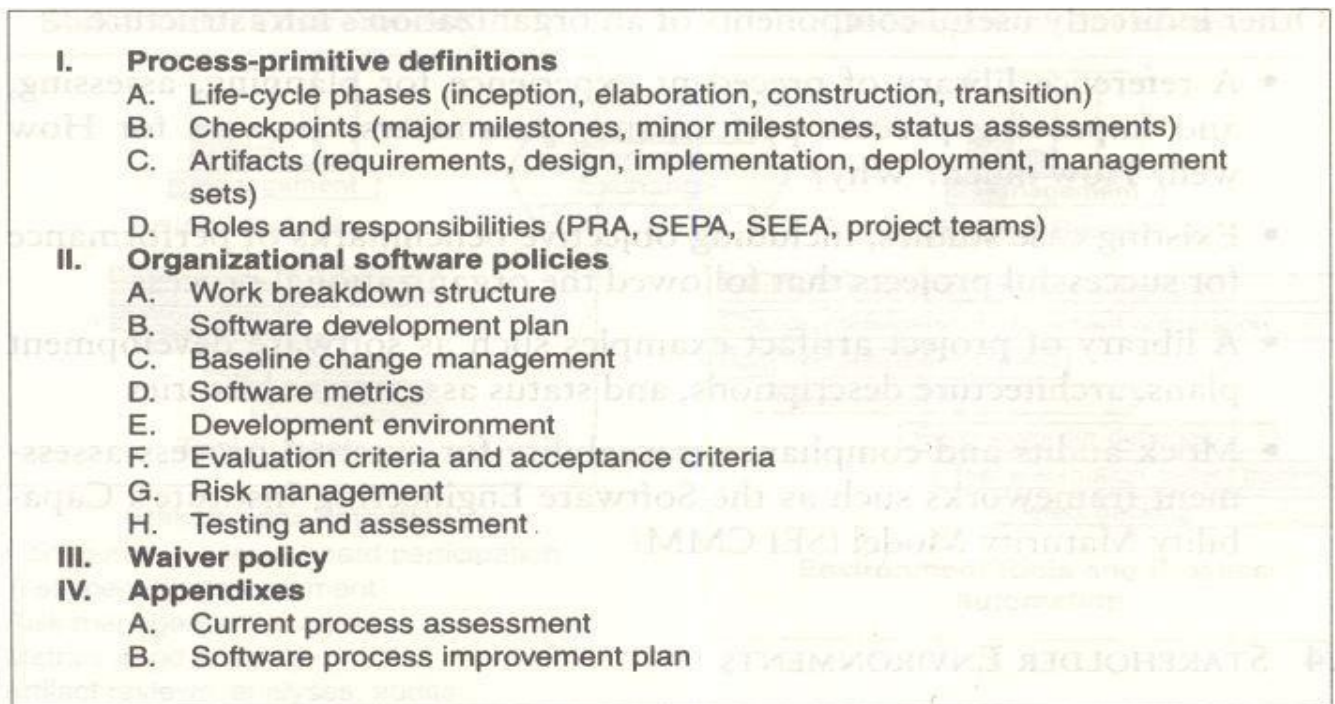 I. Process-primitive definitions
A. Life-cycle phases (inception, elaboration, construction, transition)
B. Checkpoints (major milestones, minor milestones, status assessments)
C. Artifacts (requirements, design, implementation, deployment, management
sets)
D. Roles and responsibilities (PRA, SEPA, SEEA, project teams)
II. Organizational software policies
A. Work breakdown structure
B. Software development plan
C. Baseline change management
D. Software metrics
E. Development environment
F. Evaluation criteria and acceptance criteria
G. Risk management
H. Testing and assessment
III. Waiver policy
IV. Appendixes
A. Current process assessment
B. Software process improvement plan